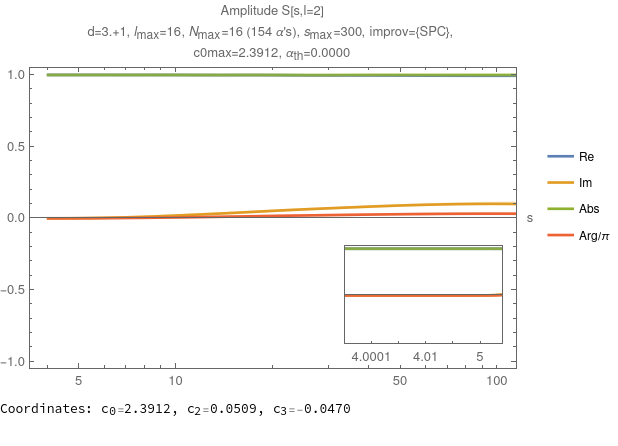 Amplitude S[s,l=2]
d=3.+1, lmax=16, Nmax=16 (154 α's), smax=300, improv={SPC},
c0max=2.3912, αth=0.0000
1.0
0.5
0.0
-0.5
-1.0
s
Re
Im
Abs
Arg/π
4.0001 4.01 5
5 10 50 100
Coordinates: c0=2.3912, c2=0.0509, c3=-0.0470